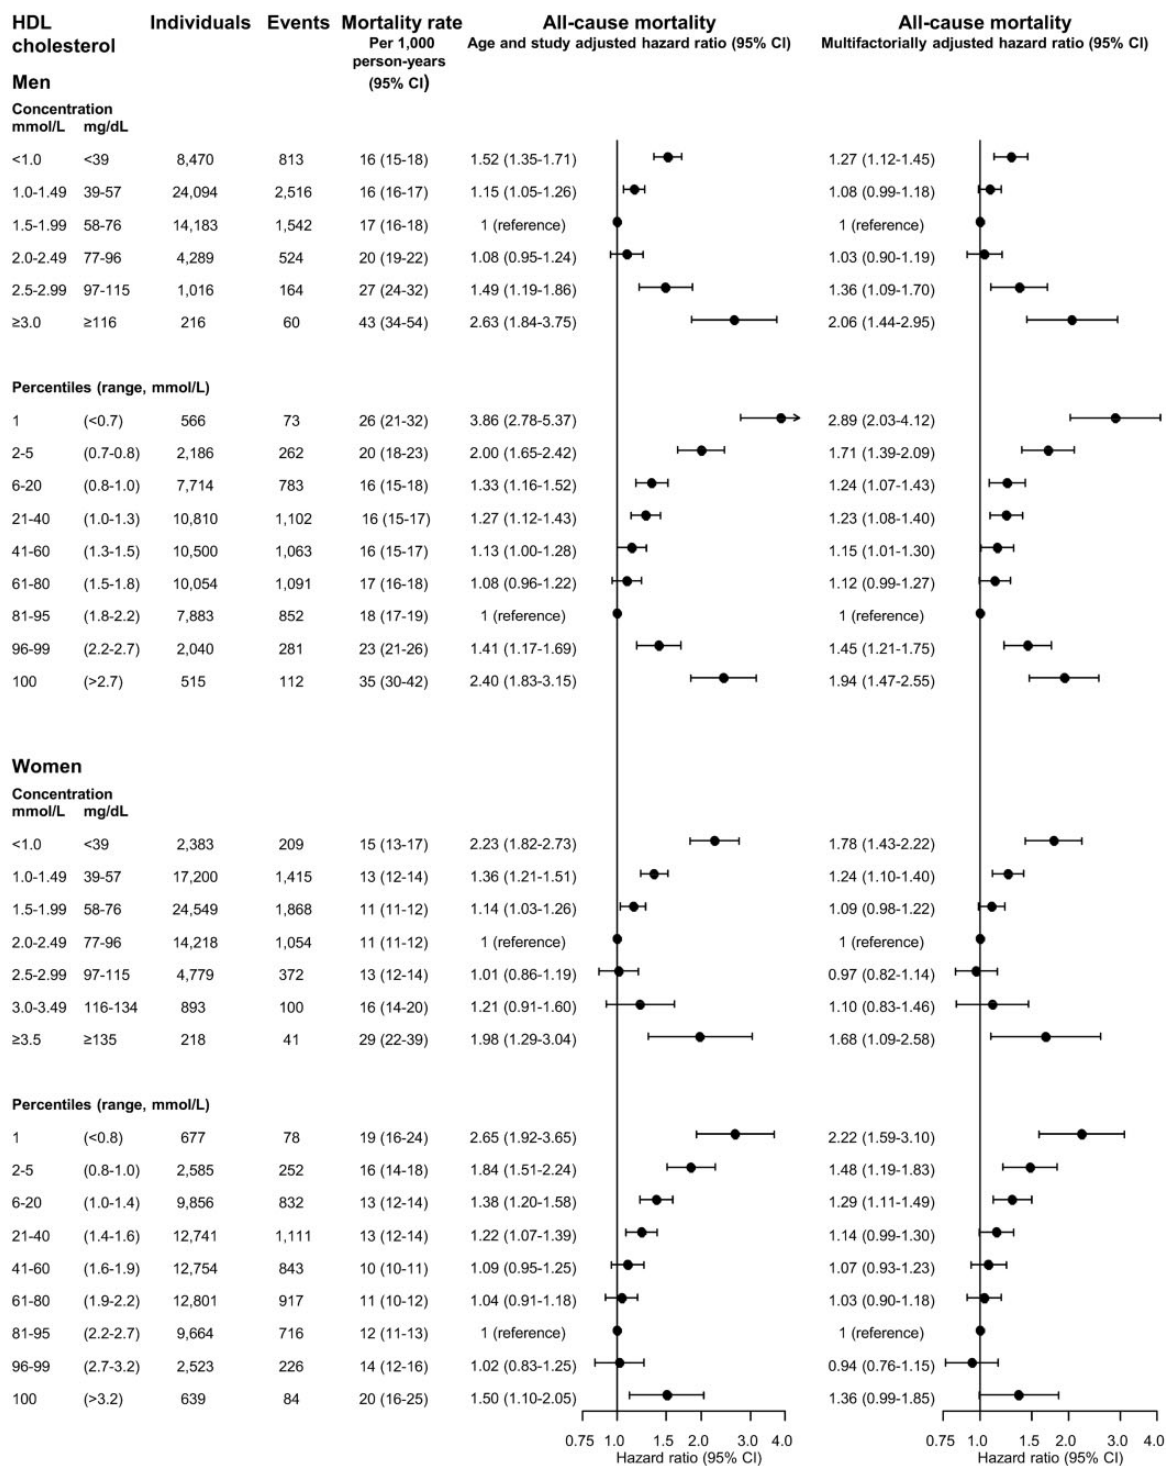 HDL cholesterol Individuals Events Mortality rate All-cause mortality All-cause mortality
Per 1,000 person-years (95% CI) Age and study adjusted hazard ratio (95% CI) Multifactorially adjusted hazard ratio (95% CI)
Men
Concentration
mmol/L mg/dL
<1.0 <39 8,470 813 16 (15-18) 1.52 (1.35-1.71) 1.27 (1.12-1.45)
1.0-1.49 39-57 24,094 2,516 16 (16-17) 1.15 (1.05-1.26) 1.08 (0.99-1.18)
1.5-1.99 58-76 14,183 1,542 17 (16-18) 1 (reference) 1 (reference)
2.0-2.49 77-96 4,289 524 20 (19-22) 1.08 (0.95-1.24) 1.03 (0.90-1.19)
2.5-2.99 97-115 1,016 164 27 (24-32) 1.49 (1.19-1.86) 1.36 (1.09-1.70)
≥3.0 ≥116 216 60 43 (34-54) 2.63 (1.84-3.75) 2.06 (1.44-2.95)
Percentiles (range, mmol/L)
1 (<0.7) 566 73 26 (21-32) 3.86 (2.78-5.37) 2.89 (2.03-4.12)
2-5 (0.7-0.8) 2,186 262 20 (18-23) 2.00 (1.65-2.42) 1.71 (1.39-2.09)
6-20 (0.8-1.0) 7,714 783 16 (15-18) 1.33 (1.16-1.52) 1.24 (1.07-1.43)
21-40 (1.0-1.3) 10,810 1,102 16 (15-17) 1.27 (1.12-1.43) 1.23 (1.08-1.40)
41-60 (1.3-1.5) 10,500 1,063 16 (15-17) 1.13 (1.00-1.28) 1.15 (1.01-1.30)
61-80 (1.5-1.8) 10,054 1,091 17 (16-18) 1.08 (0.96-1.22) 1.12 (0.99-1.27)
81-95 (1.8-2.2) 7,883 852 18 (17-19) 1 (reference) 1 (reference)
96-99 (2.2-2.7) 2,040 281 23 (21-26) 1.41 (1.17-1.69) 1.45 (1.21-1.75)
100 (>2.7) 515 112 35 (30-42) 2.40 (1.83-3.15) 1.94 (1.47-2.55)
Women
Concentration
mmol/L mg/dL
<1.0 <39 2,383 209 15 (13-17) 2.23 (1.82-2.73) 1.78 (1.43-2.22)
1.0-1.49 39-57 17,200 1,415 13 (12-14) 1.36 (1.21-1.51) 1.24 (1.10-1.40)
1.5-1.99 58-76 24,549 1,868 11 (11-12) 1.14 (1.03-1.26) 1.09 (0.98-1.22)
2.0-2.49 77-96 14,218 1,054 11 (11-12) 1 (reference) 1 (reference)
2.5-2.99 97-115 4,779 372 13 (12-14) 1.01 (0.86-1.19) 0.97 (0.82-1.14)
3.0-3.49 116-134 893 100 16 (14-20) 1.21 (0.91-1.60) 1.10 (0.83-1.46)
≥3.5 ≥135 218 41 29 (22-39) 1.98 (1.29-3.04) 1.68 (1.09-2.58)
Percentiles (range, mmol/L)
1 (<0.8) 677 78 19 (16-24) 2.65 (1.92-3.65) 2.22 (1.59-3.10)
2-5 (0.8-1.0) 2,585 252 16 (14-18) 1.84 (1.51-2.24) 1.48 (1.19-1.83)
6-20 (1.0-1.4) 9,856 832 13 (12-14) 1.38 (1.20-1.58) 1.29 (1.11-1.49)
21-40 (1.4-1.6) 12,741 1,111 13 (12-14) 1.22 (1.07-1.39) 1.14 (0.99-1.30)
41-60 (1.6-1.9) 12,754 843 10 (10-11) 1.09 (0.95-1.25) 1.07 (0.93-1.23)
61-80 (1.9-2.2) 12,801 917 11 (10-12) 1.04 (0.91-1.18) 1.03 (0.90-1.18)
81-95 (2.2-2.7) 9,664 716 12 (11-13) 1 (reference) 1 (reference)
96-99 (2.7-3.2) 2,523 226 14 (12-16) 1.02 (0.83-1.25) 0.94 (0.76-1.15)
100 (>3.2) 639 84 20 (16-25) 1.50 (1.10-2.05) 1.36 (0.99-1.85)
0.75 1.0 1.5 2.0 3.0 4.0 0.75 1.0 1.5 2.0 3.0 4.0
Hazard ratio (95% CI) Hazard ratio (95% CI)